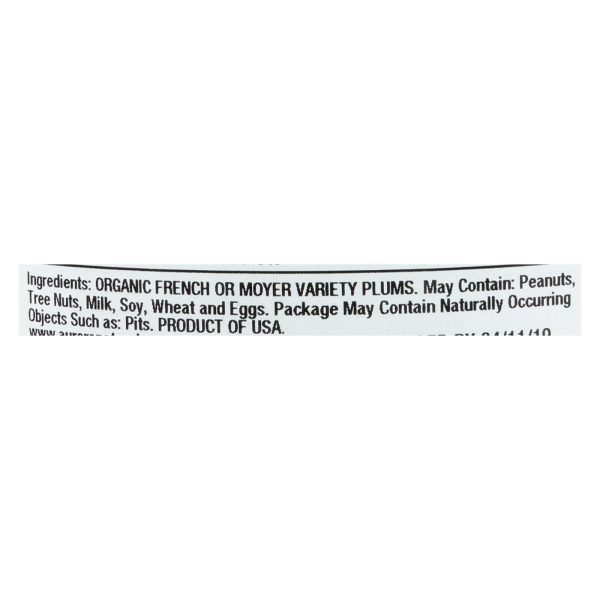 Ingredients: ORGANIC FRENCH OR MOYER VARIETY PLUMS. May Contain: Peanuts,
Tree Nuts, Milk, Soy, Wheat and Eggs. Package May Contain Naturally Occurring
Objects Such as: Pits. PRODUCT OF USA.